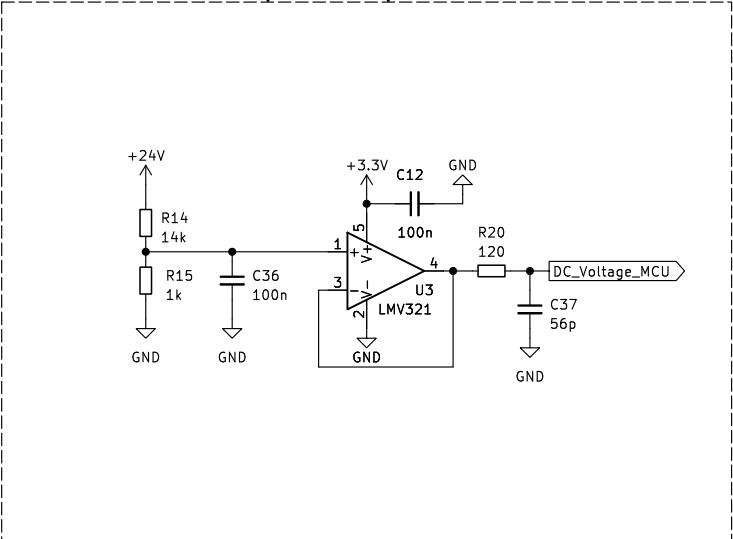 +24V
R14
14k
R15
1k
GND
C36
100n
GND
+3.3V
C12
100n
GND
1
3
5
2
4
+
V+
-
V-
U3
LMV321
GND
R20
120
DC_Voltage_MCU
C37
56p
GND